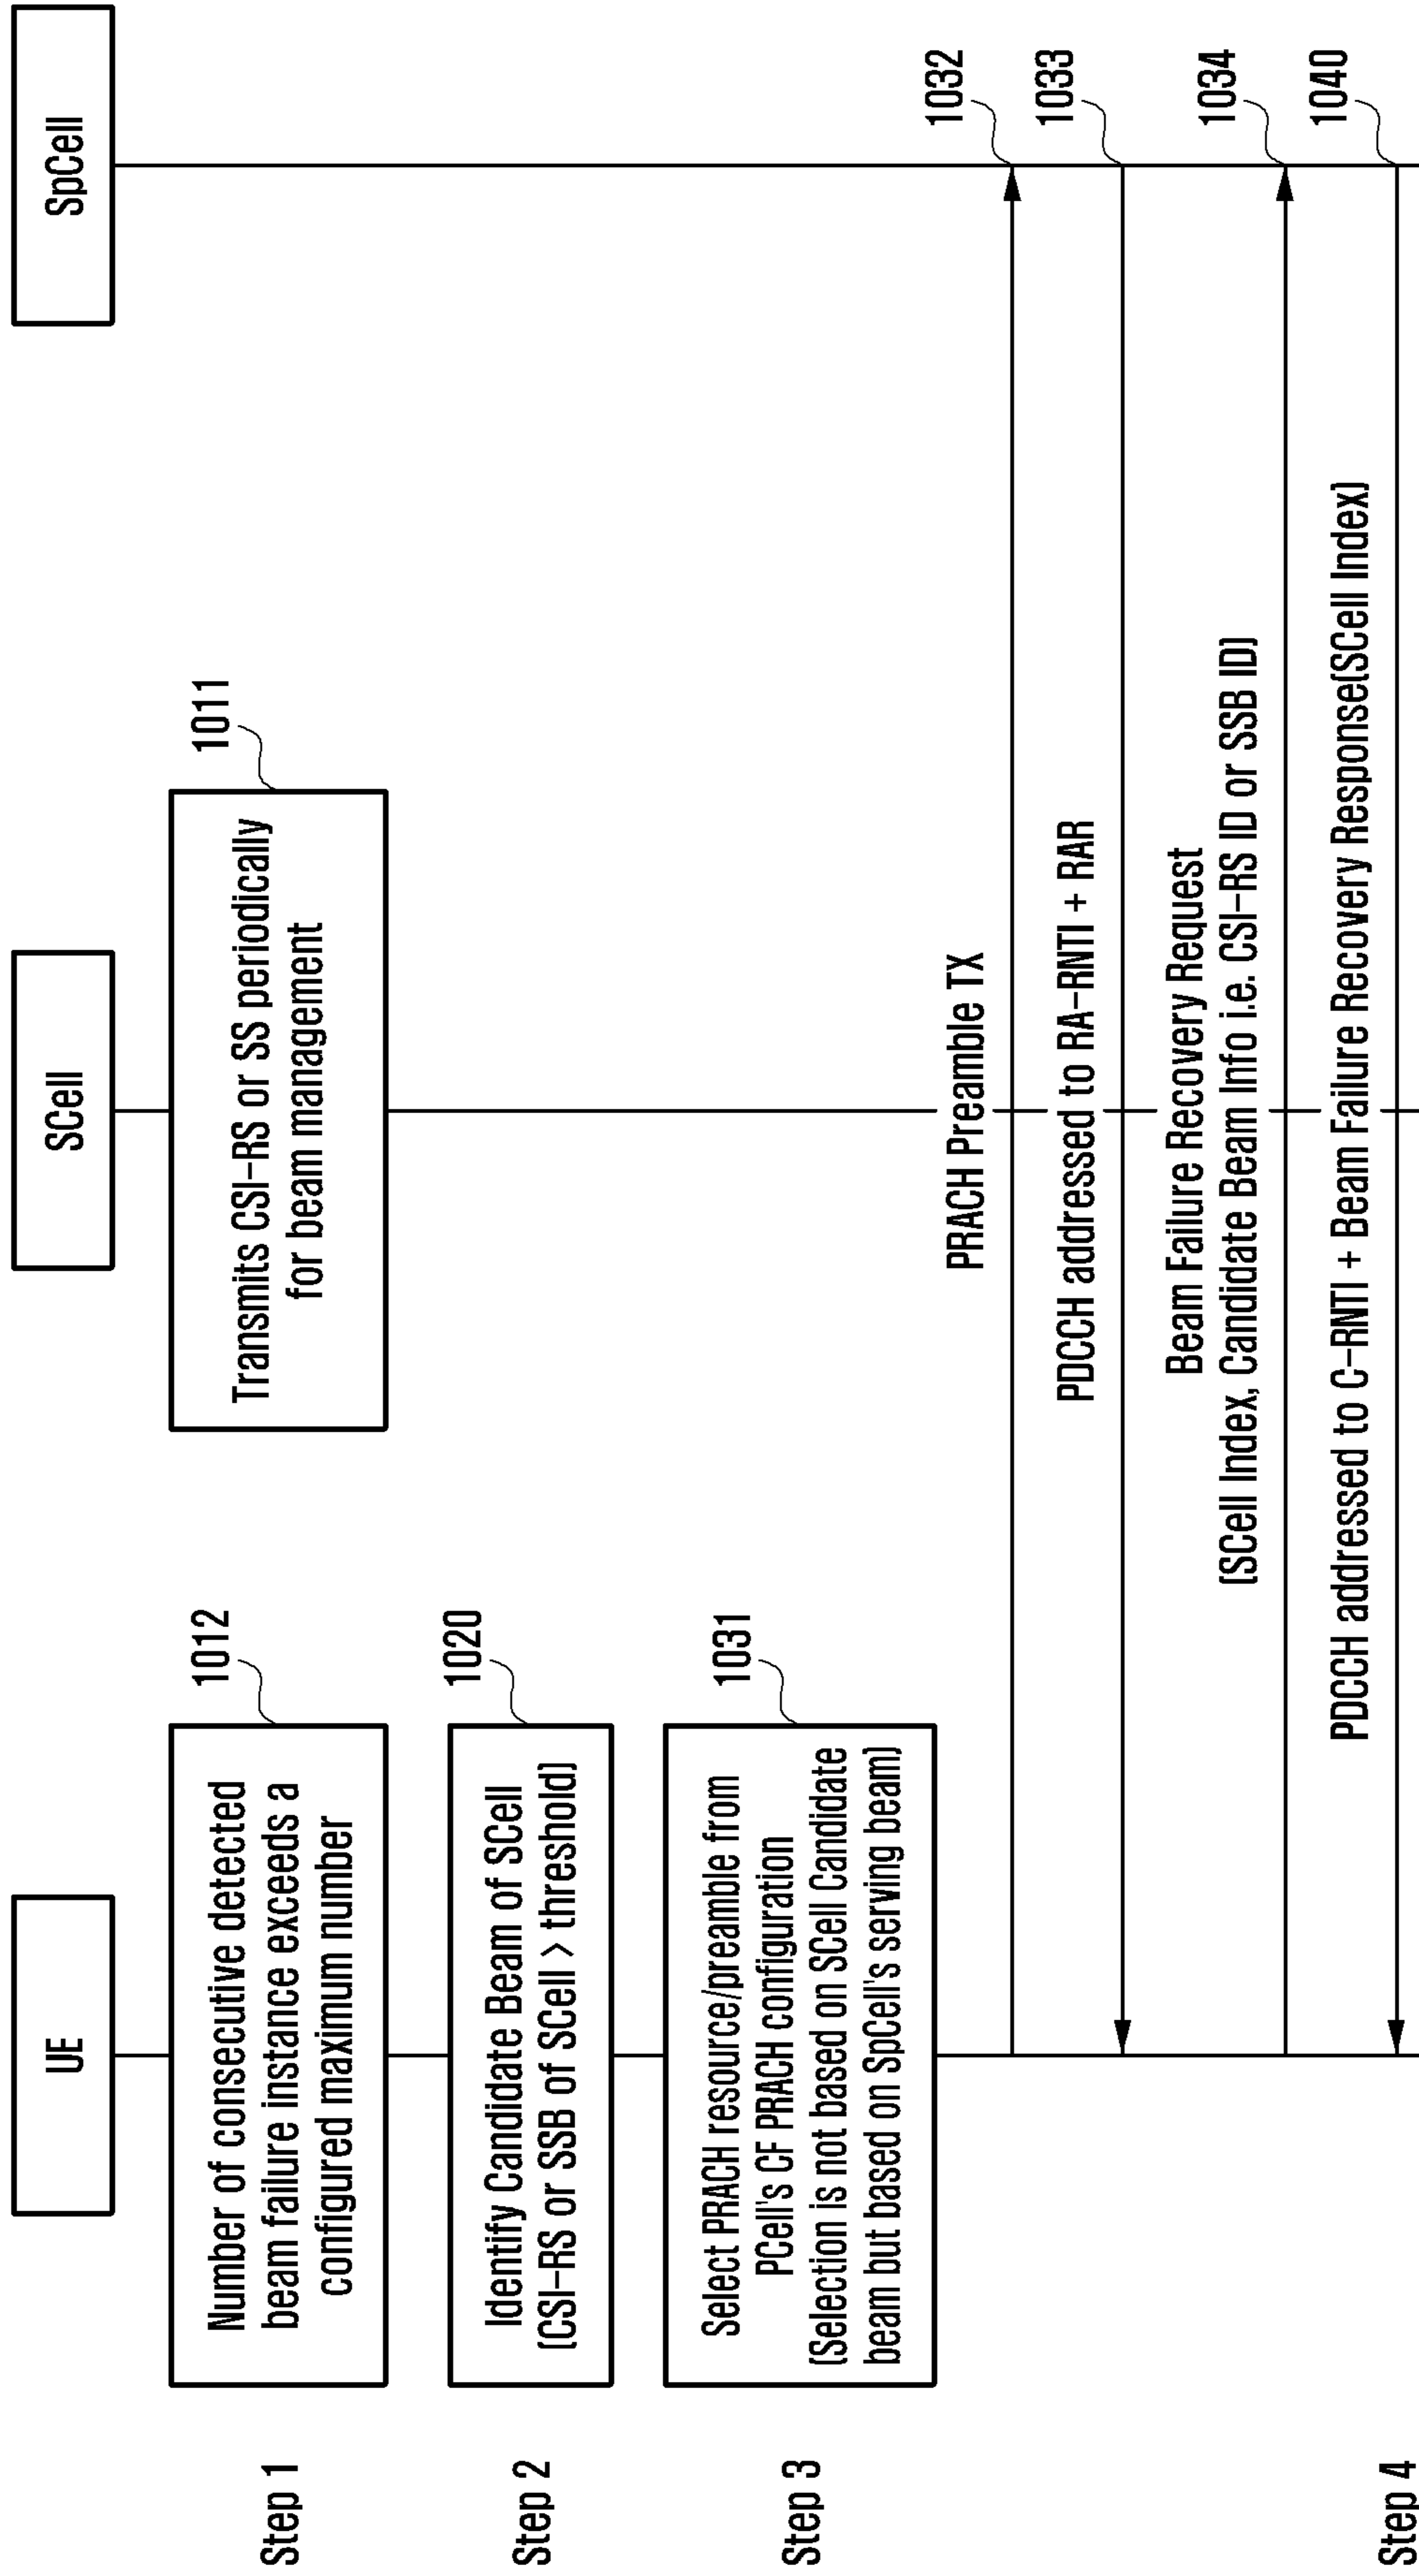 UE
SCell
SpCell
Step 1
Number of consecutive detected
beam failure instance exceeds a
configured maximum number
1012
Transmits CSI-RS or SS periodically
for beam management
1011
Step 2
Identify Candidate Beam of SCell
(CSI-RS or SSB of SCell > threshold)
1020
Step 3
Select PRACH resource/preamble from
PCell's CF PRACH configuration
(Selection is not based on SCell Candidate
beam but based on SpCell's serving beam)
1031
PRACH Preamble TX
1032
PDCCH addressed to RA-RNTI + RAR
1033
Beam Failure Recovery Request
(SCell Index, Candidate Beam Info i.e. CSI-RS ID or SSB ID)
1034
Step 4
PDCCH addressed to C-RNTI + Beam Failure Recovery Response(SCell Index)
1040